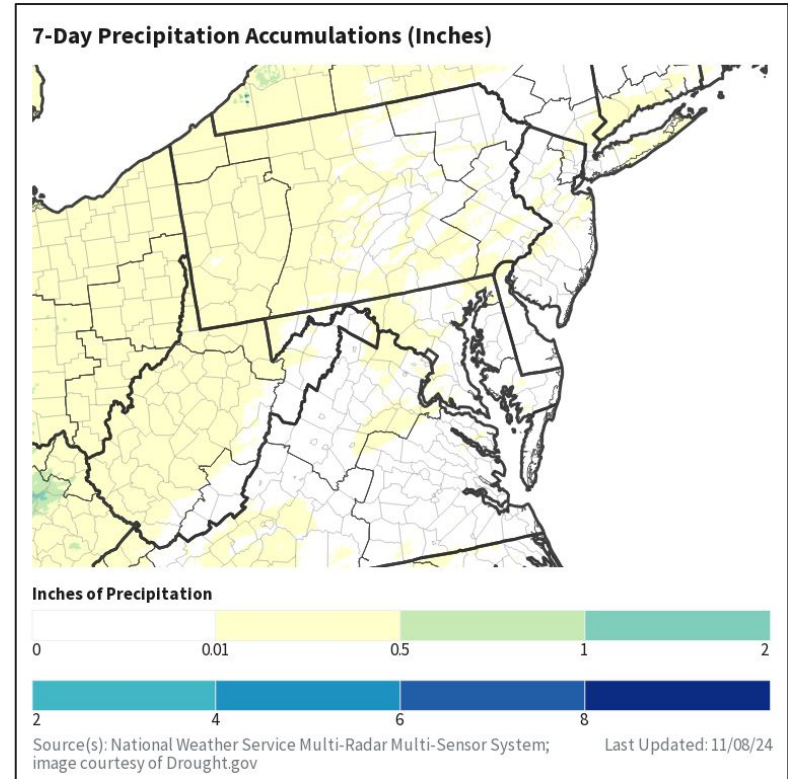 7-Day Precipitation Accumulations (Inches)
Inches of Precipitation
0 0.01 0.5 1 2
2 4 6 8
Source(s): National Weather Service Multi-Radar Multi-Sensor System; Last Updated: 11/08/24
image courtesy of Drought.gov